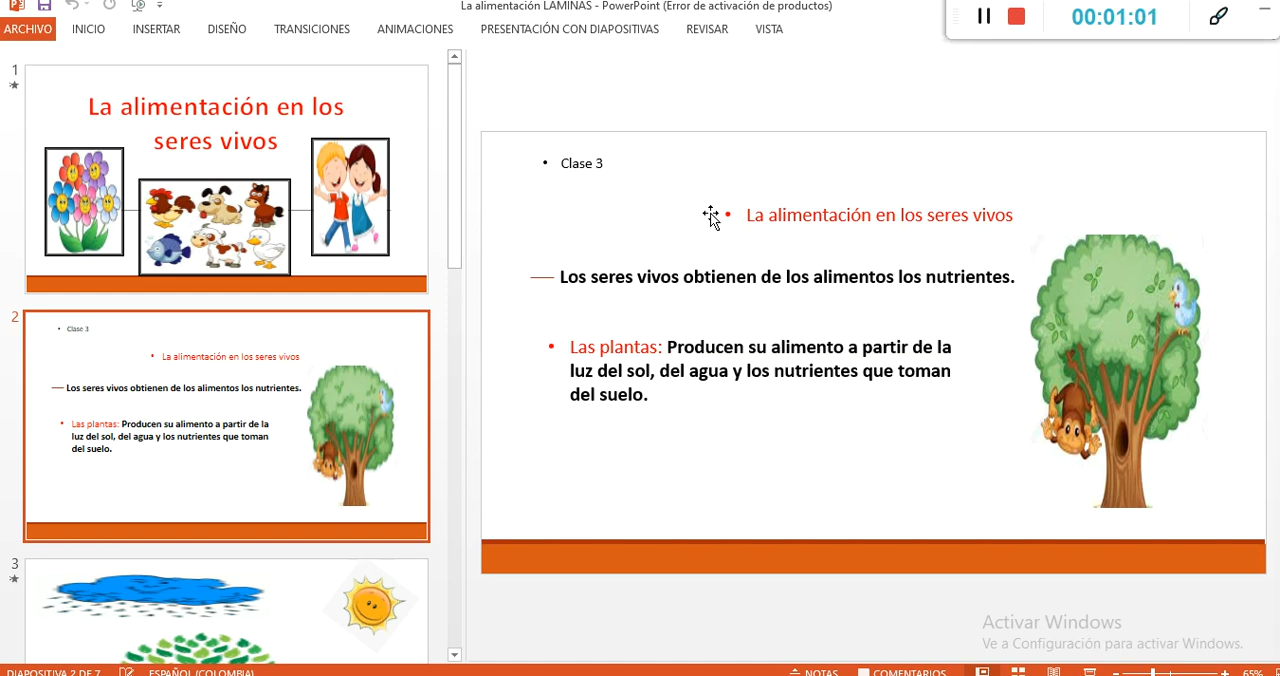 La alimentación LAMINAS - PowerPoint (Error de activación de productos)
00:01:01
ARCHIVO INICIO INSERTAR DISEÑO TRANSICIONES ANIMACIONES PRESENTACIÓN CON DIAPOSITIVAS REVISAR VISTA
1
La alimentación en los
seres vivos
2
• Clase 3
• La alimentación en los seres vivos
Los seres vivos obtienen de los alimentos los nutrientes.
• Las plantas: Producen su alimento a partir de la
luz del sol, del agua y los nutrientes que toman
del suelo.
3
• Clase 3
• La alimentación en los seres vivos
Los seres vivos obtienen de los alimentos los nutrientes.
• Las plantas: Producen su alimento a partir de la
luz del sol, del agua y los nutrientes que toman
del suelo.
Activar Windows
Ve a Configuración para activar Windows.
DIAPOSITIVA 2 DE 7 ESPAÑOL (COLOMBIA) NOTAS COMENTARIOS 65%